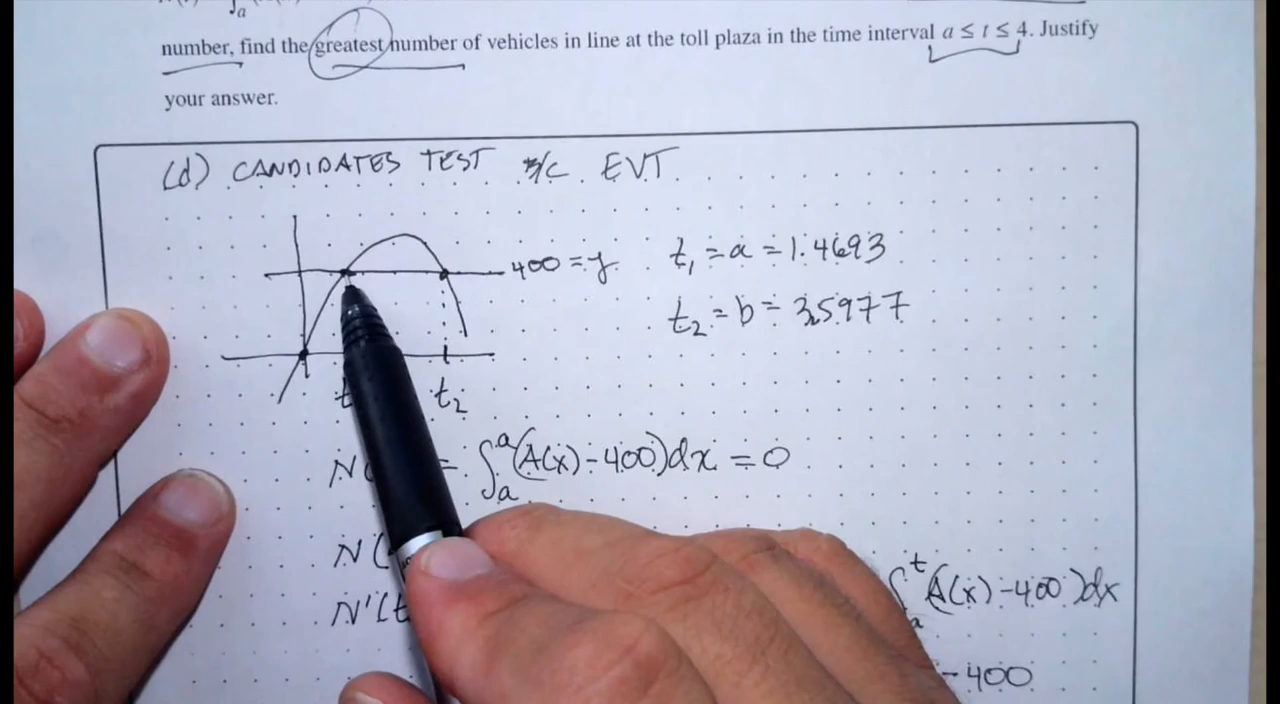 number, find the greatest number of vehicles in line at the toll plaza in the time interval a ≤ t ≤ 4. Justify
your answer.
(d) CANDIDATES TEST B/C EVT
400 = y
t₁ = a = 1.4693
t₂ = b = 3.5977
t t₂
N( = ∫ₐᵃ(A(x) - 400)dx = 0
N(
∫ₐᵗ(A(x) - 400)dx
N'(t
- 400